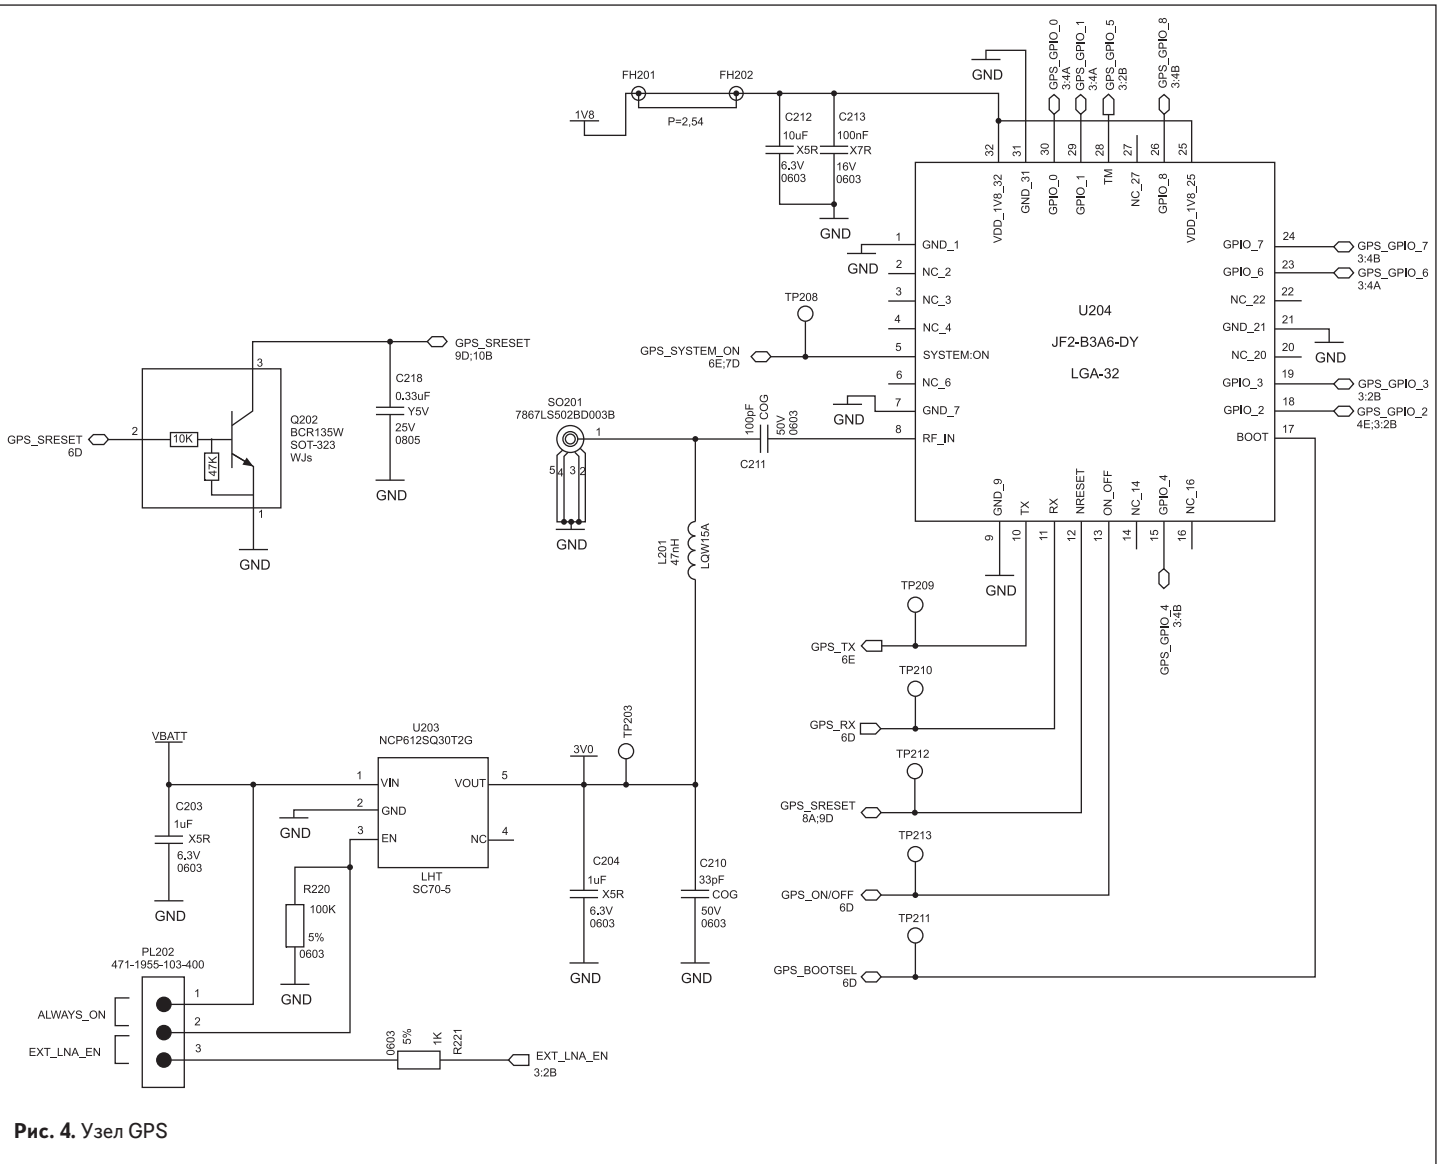 GND
GPS_GPIO_0
3:4A
GPS_GPIO_1
3:4A
GPS_GPIO_5
3:2B
GPS_GPIO_8
3:4B
FH201
FH202
P=2,54
1V8
C212
10uF
X5R
6.3V
0603
C213
100nF
X7R
16V
0603
GND
32
31
30
29
28
27
26
25
VDD_1V8_32
GND_31
GPIO_0
GPIO_1
TM
NC_27
GPIO_8
VDD_1V8_25
1
GND_1
GND
2
NC_2
3
NC_3
4
NC_4
5
SYSTEM:ON
6
NC_6
7
GND_7
GND
8
RF_IN
U204
JF2-B3A6-DY
LGA-32
GPIO_7
24
GPS_GPIO_7
3:4B
GPIO_6
23
GPS_GPIO_6
3:4A
NC_22
22
GND_21
21
GND
NC_20
20
GPIO_3
19
GPS_GPIO_3
3:2B
GPIO_2
18
GPS_GPIO_2
4E;3:2B
BOOT
17
GND_9
TX
RX
NRESET
ON_OFF
NC_14
GPIO_4
NC_16
9
10
11
12
13
14
15
16
GND
GPS_GPIO_4
3:4B
TP208
GPS_SYSTEM_ON
6E;7D
3
GPS_SRESET
9D;10B
C218
0.33uF
Y5V
25V
0805
GND
GPS_SRESET
6D
2
10K
47K
Q202
BCR135W
SOT-323
WJs
1
GND
SO201
7867LS502BD003B
1
5
4
3
2
GND
100pF
COG
50V
0603
C211
L201
47nH
LQW15A
TP209
GPS_TX
6E
TP210
GPS_RX
6D
TP212
GPS_SRESET
8A;9D
TP213
GPS_ON/OFF
6D
TP211
GPS_BOOTSEL
6D
VBATT
C203
1uF
X5R
6.3V
0603
GND
U203
NCP612SQ30T2G
1
VIN
VOUT
5
2
GND
GND
3
EN
NC
4
LHT
SC70-5
3V0
TP203
R220
100K
5%
0603
GND
C204
1uF
X5R
6.3V
0603
GND
C210
33pF
COG
50V
0603
GND
PL202
471-1955-103-400
1
ALWAYS_ON
2
EXT_LNA_EN
3
0603
5%
1K
R221
EXT_LNA_EN
3:2B
Рис. 4. Узел GPS